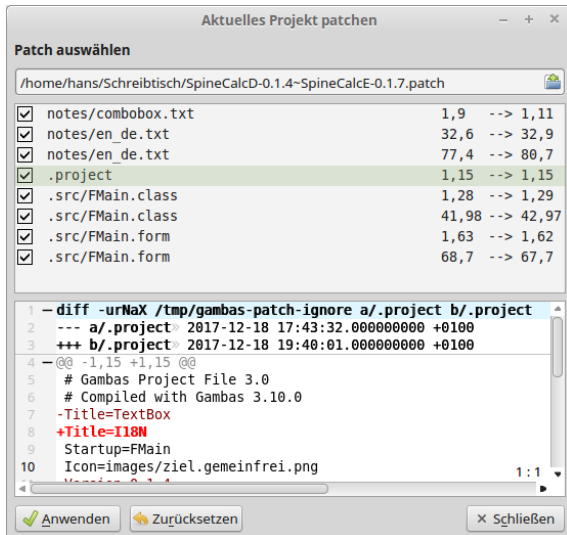 Aktuelles Projekt patchen
Patch auswählen
/home/hans/Schreibtisch/SpineCalcD-0.1.4~SpineCalcE-0.1.7.patch
notes/combobox.txt 1,9 --> 1,11
notes/en_de.txt 32,6 --> 32,9
notes/en_de.txt 77,4 --> 80,7
.project 1,15 --> 1,15
.src/FMain.class 1,28 --> 1,29
.src/FMain.class 41,98 --> 42,97
.src/FMain.form 1,63 --> 1,62
.src/FMain.form 68,7 --> 67,7
1 diff -urNaX /tmp/gambas-patch-ignore a/.project b/.project
2 --- a/.project» 2017-12-18 17:43:32.000000000 +0100
3 +++ b/.project» 2017-12-18 19:40:01.000000000 +0100
4 @@ -1,15 +1,15 @@
5 # Gambas Project File 3.0
6 # Compiled with Gambas 3.10.0
7 -Title=TextBox
8 +Title=I18N
9 Startup=FMain
10 Icon=images/ziel.gemeinfrei.png
1:1
Anwenden
Zurücksetzen
Schließen